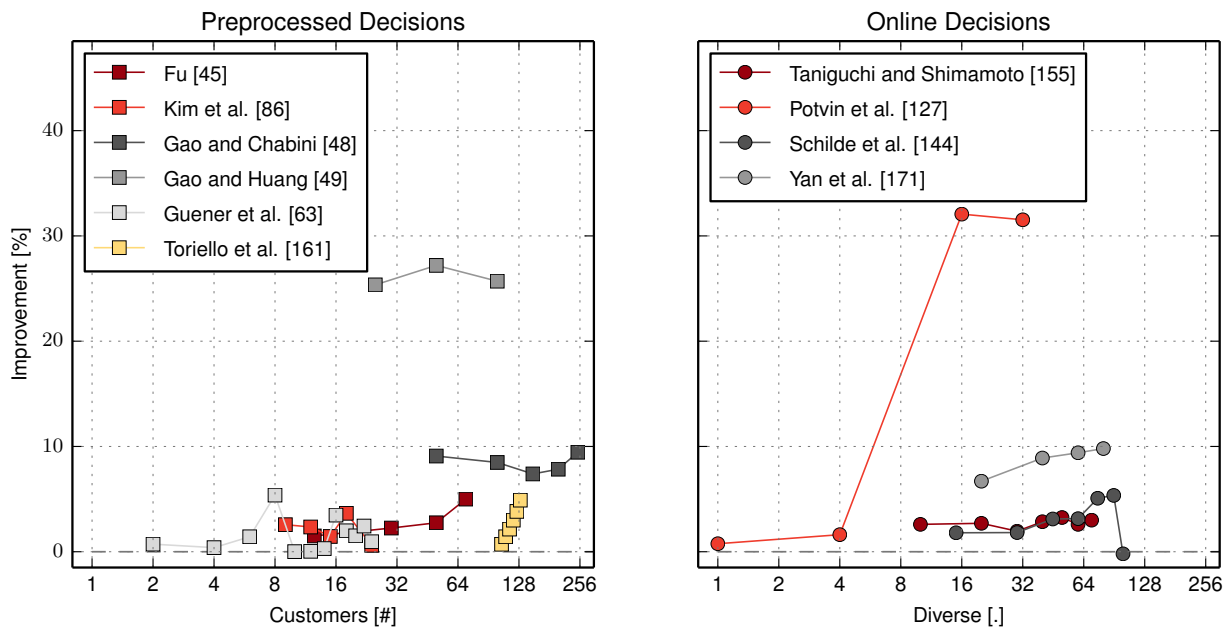 Preprocessed Decisions
Fu [45]
Kim et al. [86]
Gao and Chabini [48]
Gao and Huang [49]
Guener et al. [63]
Toriello et al. [161]
Improvement [%]
40
30
20
10
0
1 2 4 8 16 32 64 128 256
Customers [#]
Online Decisions
Taniguchi and Shimamoto [155]
Potvin et al. [127]
Schilde et al. [144]
Yan et al. [171]
1 2 4 8 16 32 64 128 256
Diverse [.]